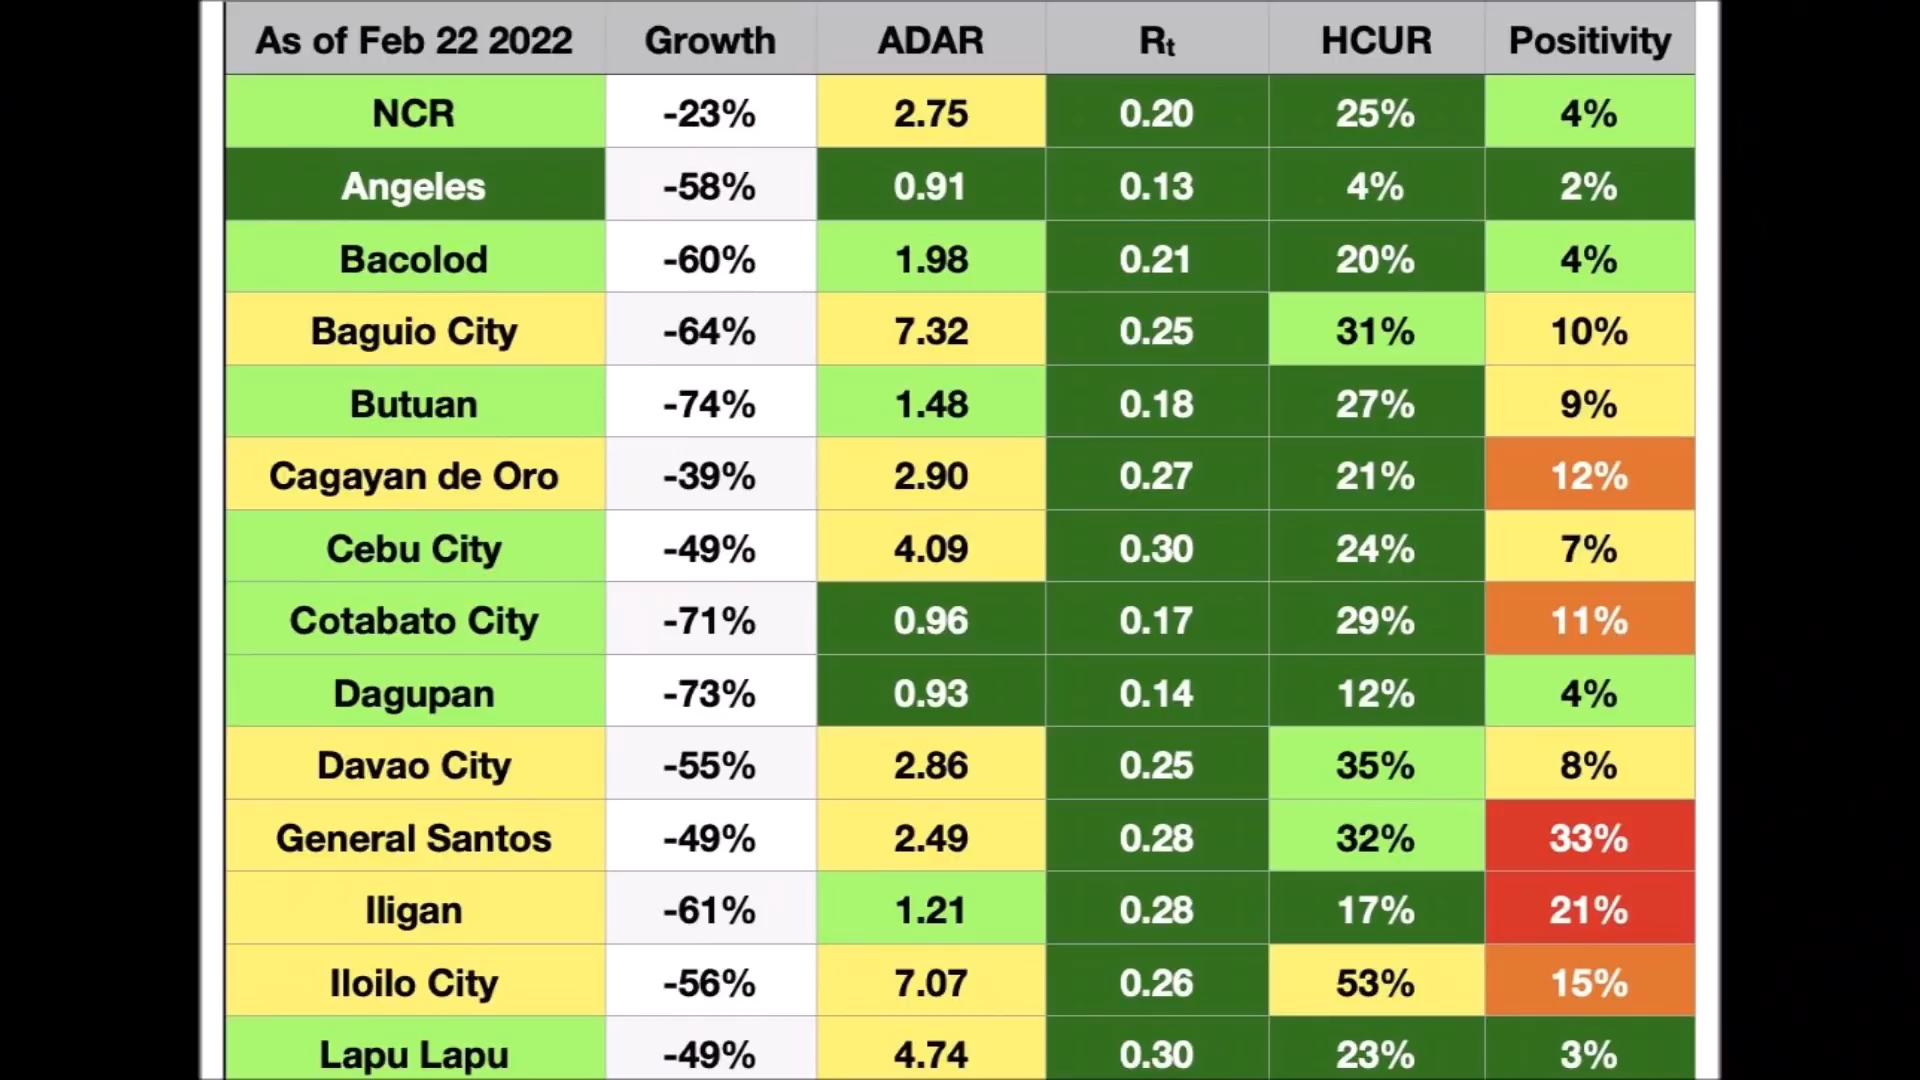 As of Feb 22 2022 Growth ADAR Rt HCUR Positivity
NCR -23% 2.75 0.20 25% 4%
Angeles -58% 0.91 0.13 4% 2%
Bacolod -60% 1.98 0.21 20% 4%
Baguio City -64% 7.32 0.25 31% 10%
Butuan -74% 1.48 0.18 27% 9%
Cagayan de Oro -39% 2.90 0.27 21% 12%
Cebu City -49% 4.09 0.30 24% 7%
Cotabato City -71% 0.96 0.17 29% 11%
Dagupan -73% 0.93 0.14 12% 4%
Davao City -55% 2.86 0.25 35% 8%
General Santos -49% 2.49 0.28 32% 33%
Iligan -61% 1.21 0.28 17% 21%
Iloilo City -56% 7.07 0.26 53% 15%
Lapu Lapu -49% 4.74 0.30 23% 3%